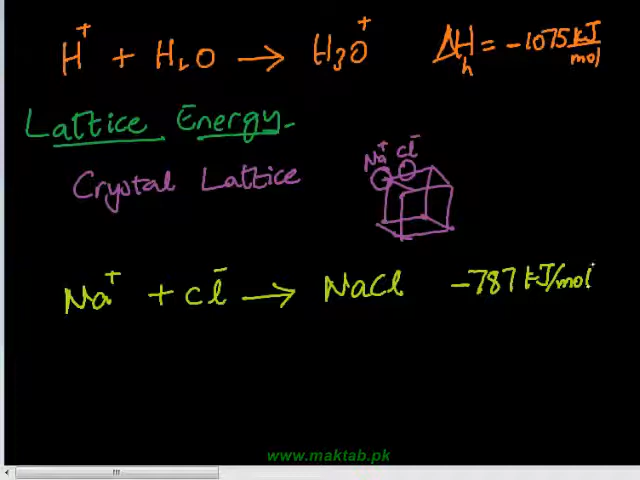 H⁺ + H₂O → H3O⁺ ΔHₕ = -1075 kJ/mol
Lattice Energy-
Crystal Lattice
Na⁺ Cl⁻
Na⁺ + Cl⁻ → NaCl -787 kJ/mol
www.maktab.pk